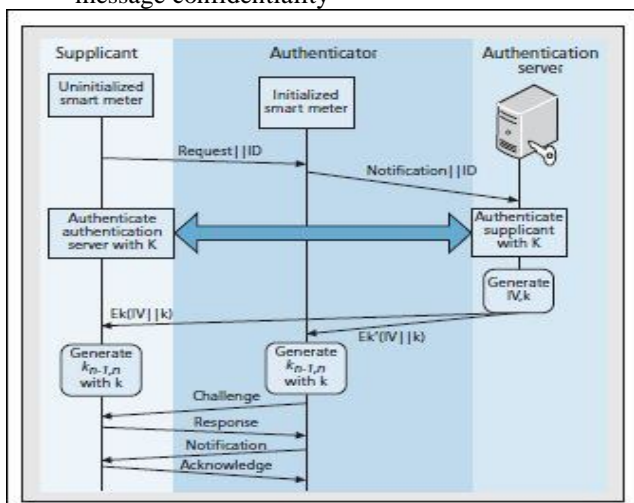 message confidentiality
Supplicant
Authenticator
Authentication
server
Uninitialized
smart meter
Initialized
smart meter
Request||ID
Notification||ID
Authenticate
authentication
server with K
Authenticate
supplicant
with K
Generate
IV,k
Ek(IV||k)
Ek'(IV||k)
Generate
kn-1,n
with k
Generate
kn-1,n
with k
Challenge
Response
Notification
Acknowledge